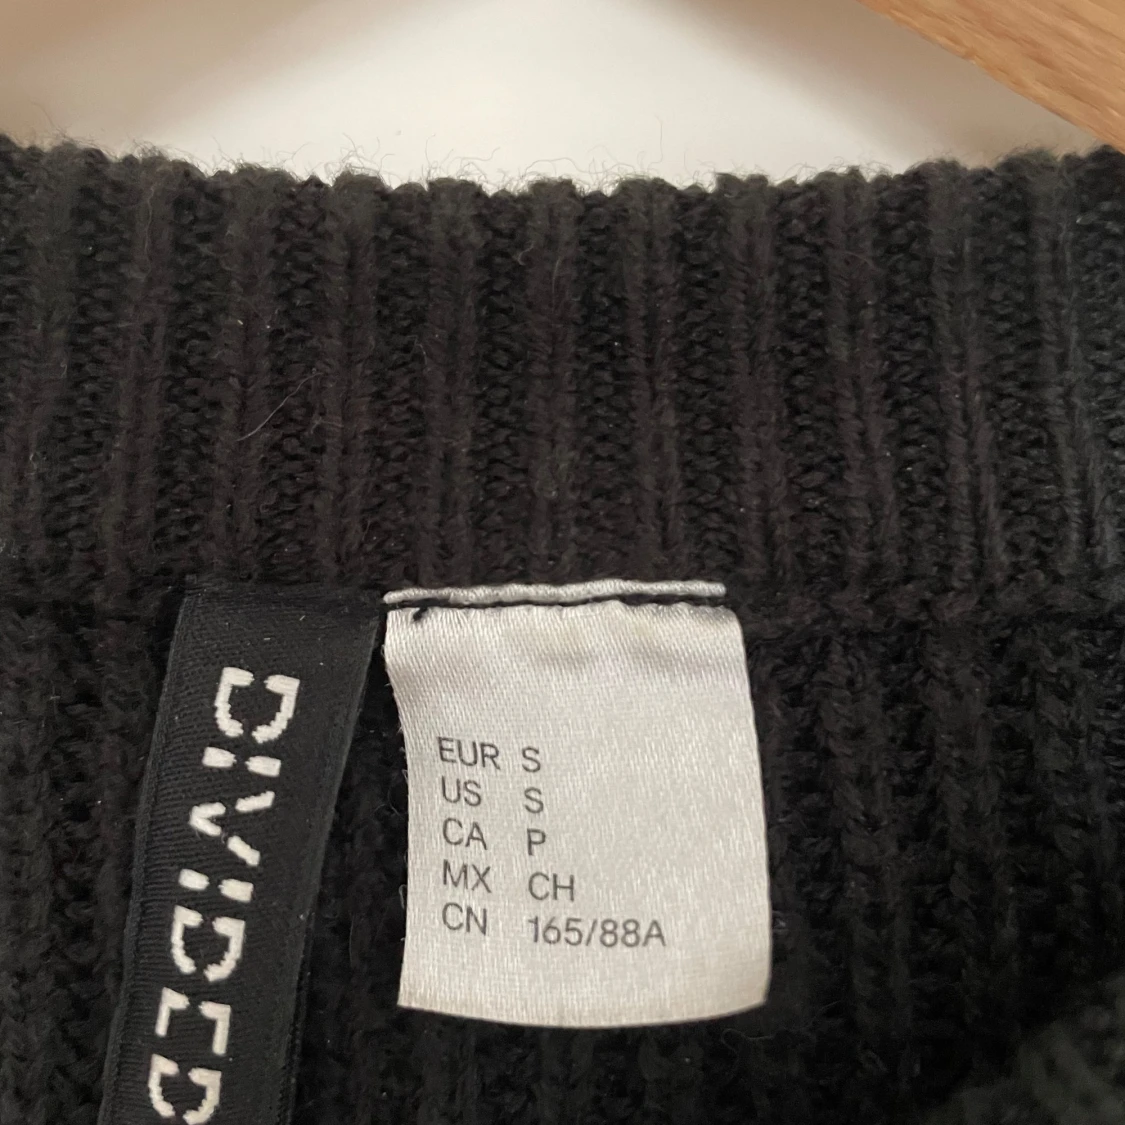 DIVIDED
EUR S
US S
CA P
MX CH
CN 165/88A